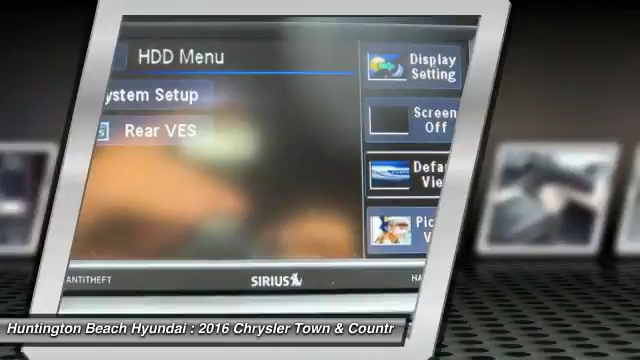 HDD Menu
Display
Setting
ystem Setup
Screen
Off
Rear VES
Defau
Vie
Pic
V
ANTITHEFT
SIRIUS
HA
Huntington Beach Hyundai : 2016 Chrysler Town & Countr